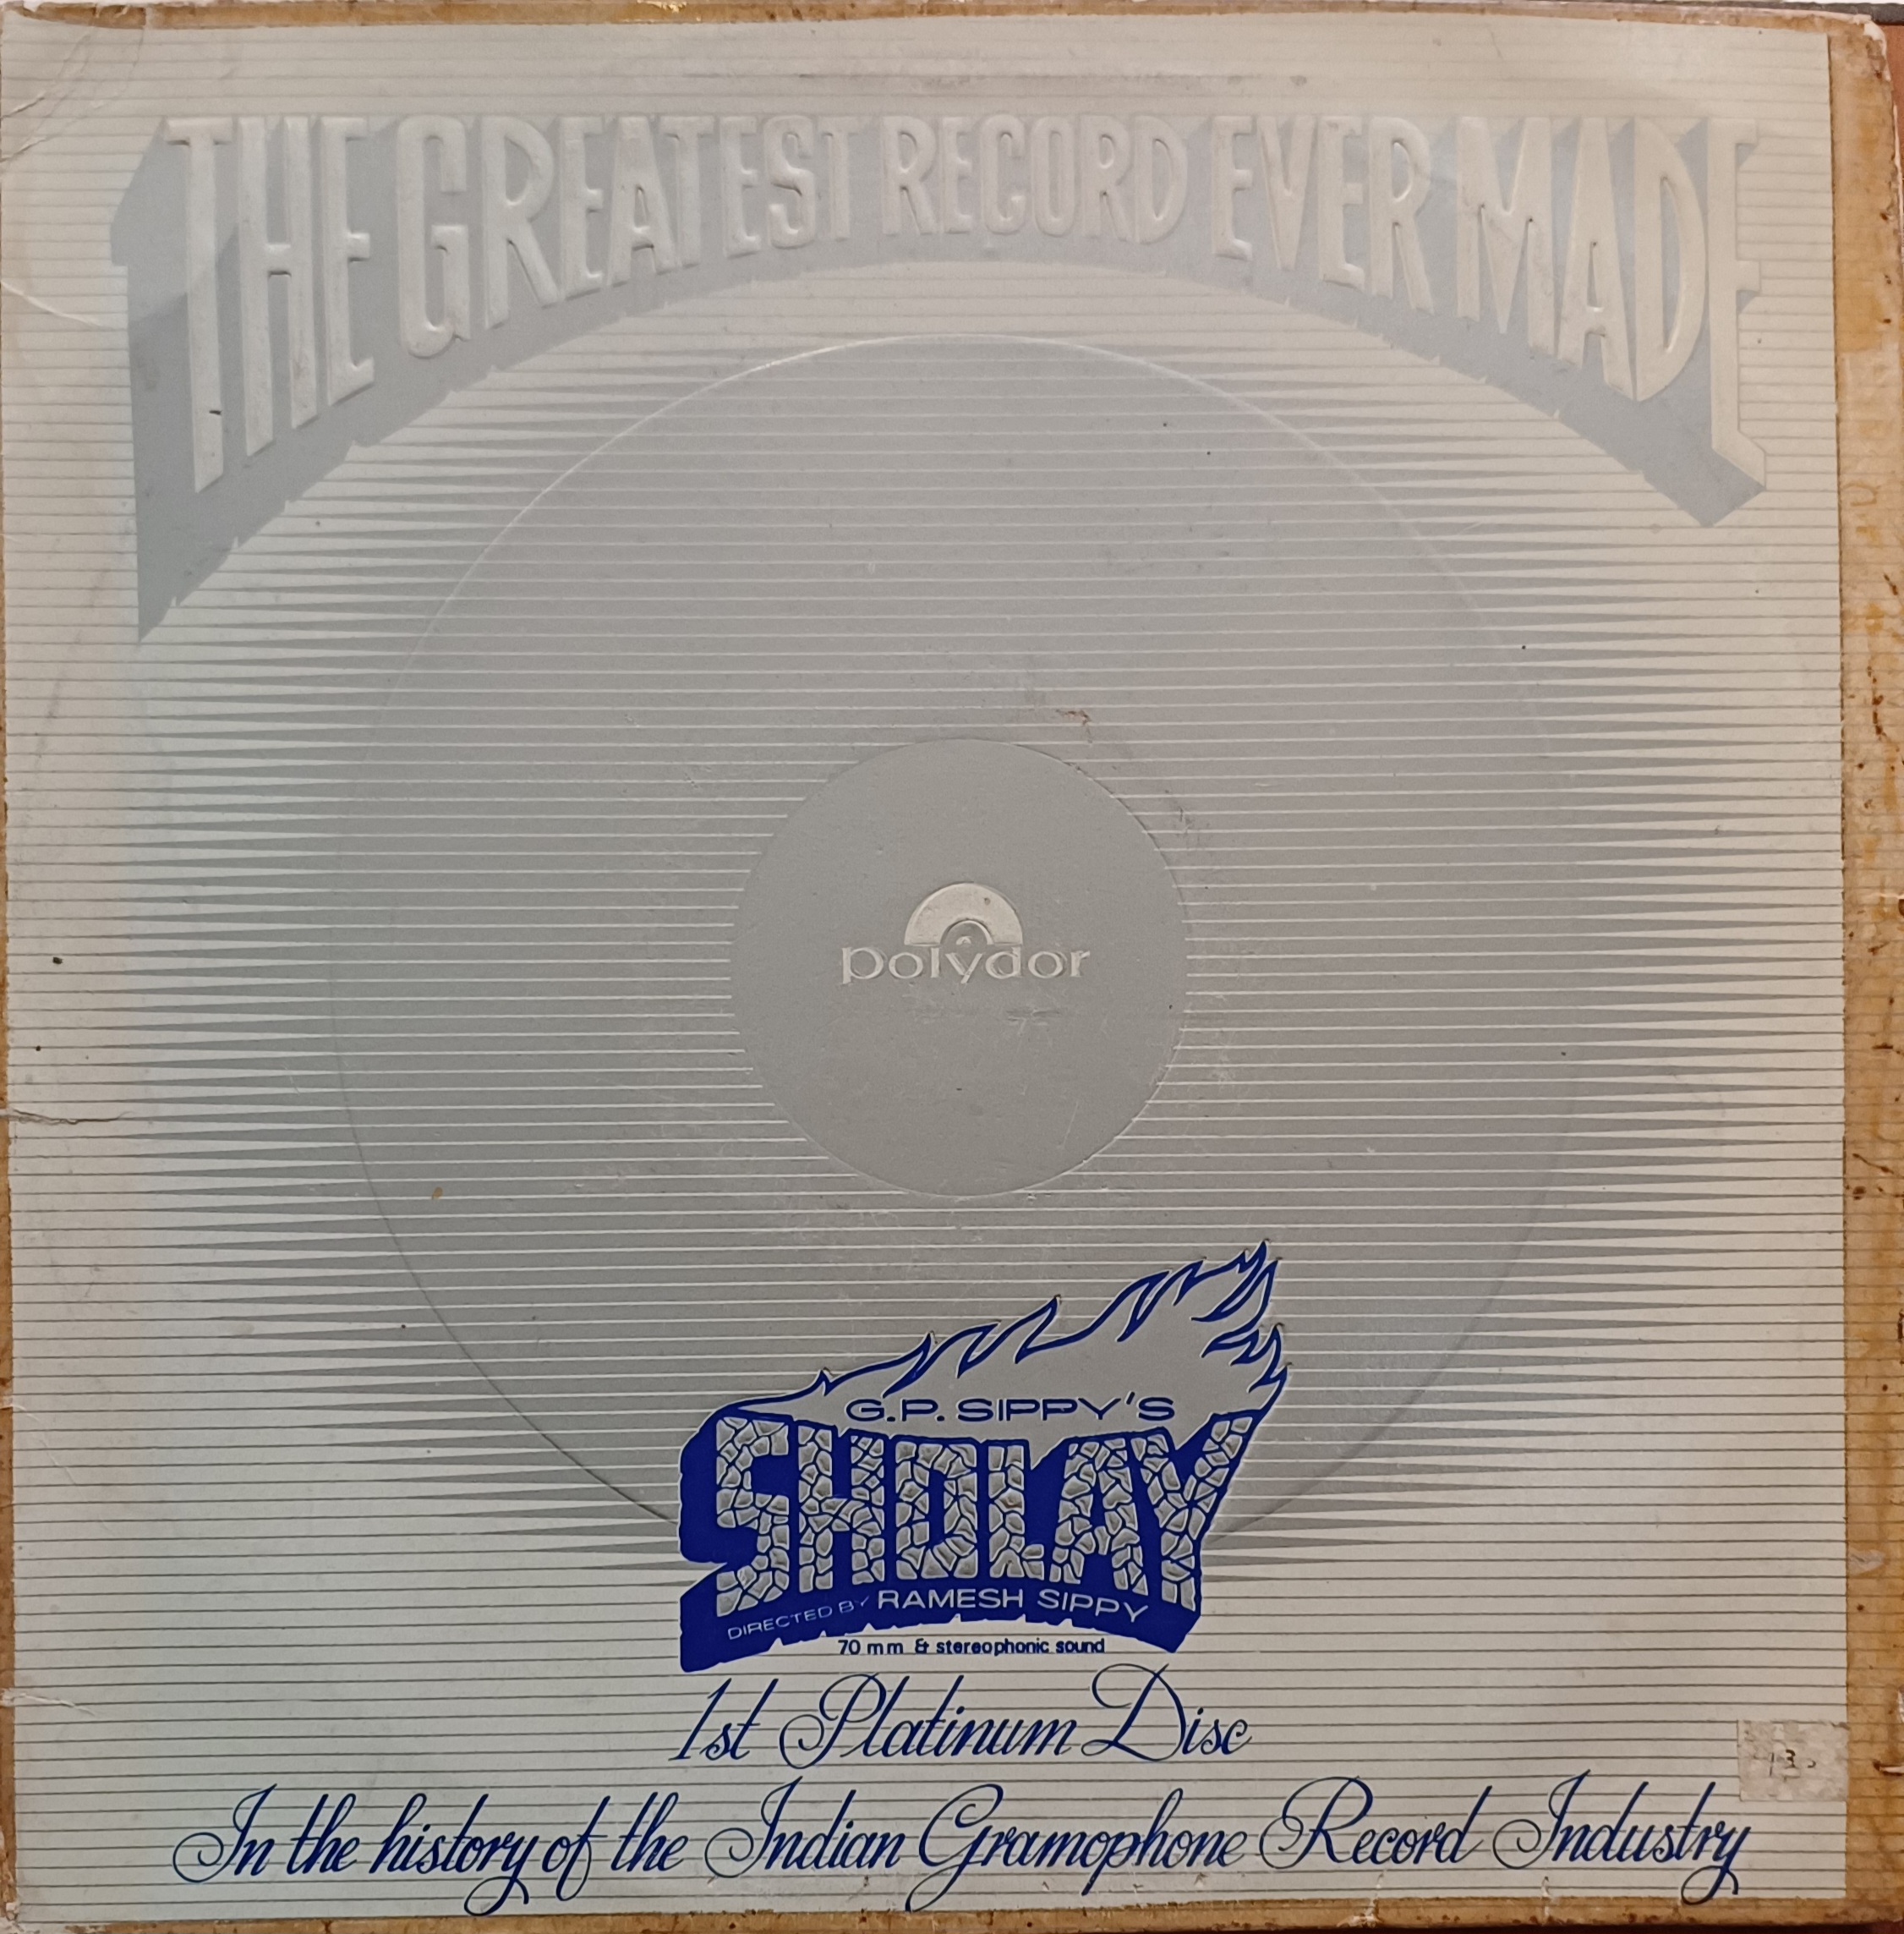 THE GREATEST RECORD EVER MADE
polydor
G.P. SIPPY'S
SHOLAY
DIRECTED BY RAMESH SIPPY
70 mm & stereophonic sound
1st Platinum Disc
In the history of the Indian Gramophone Record Industry